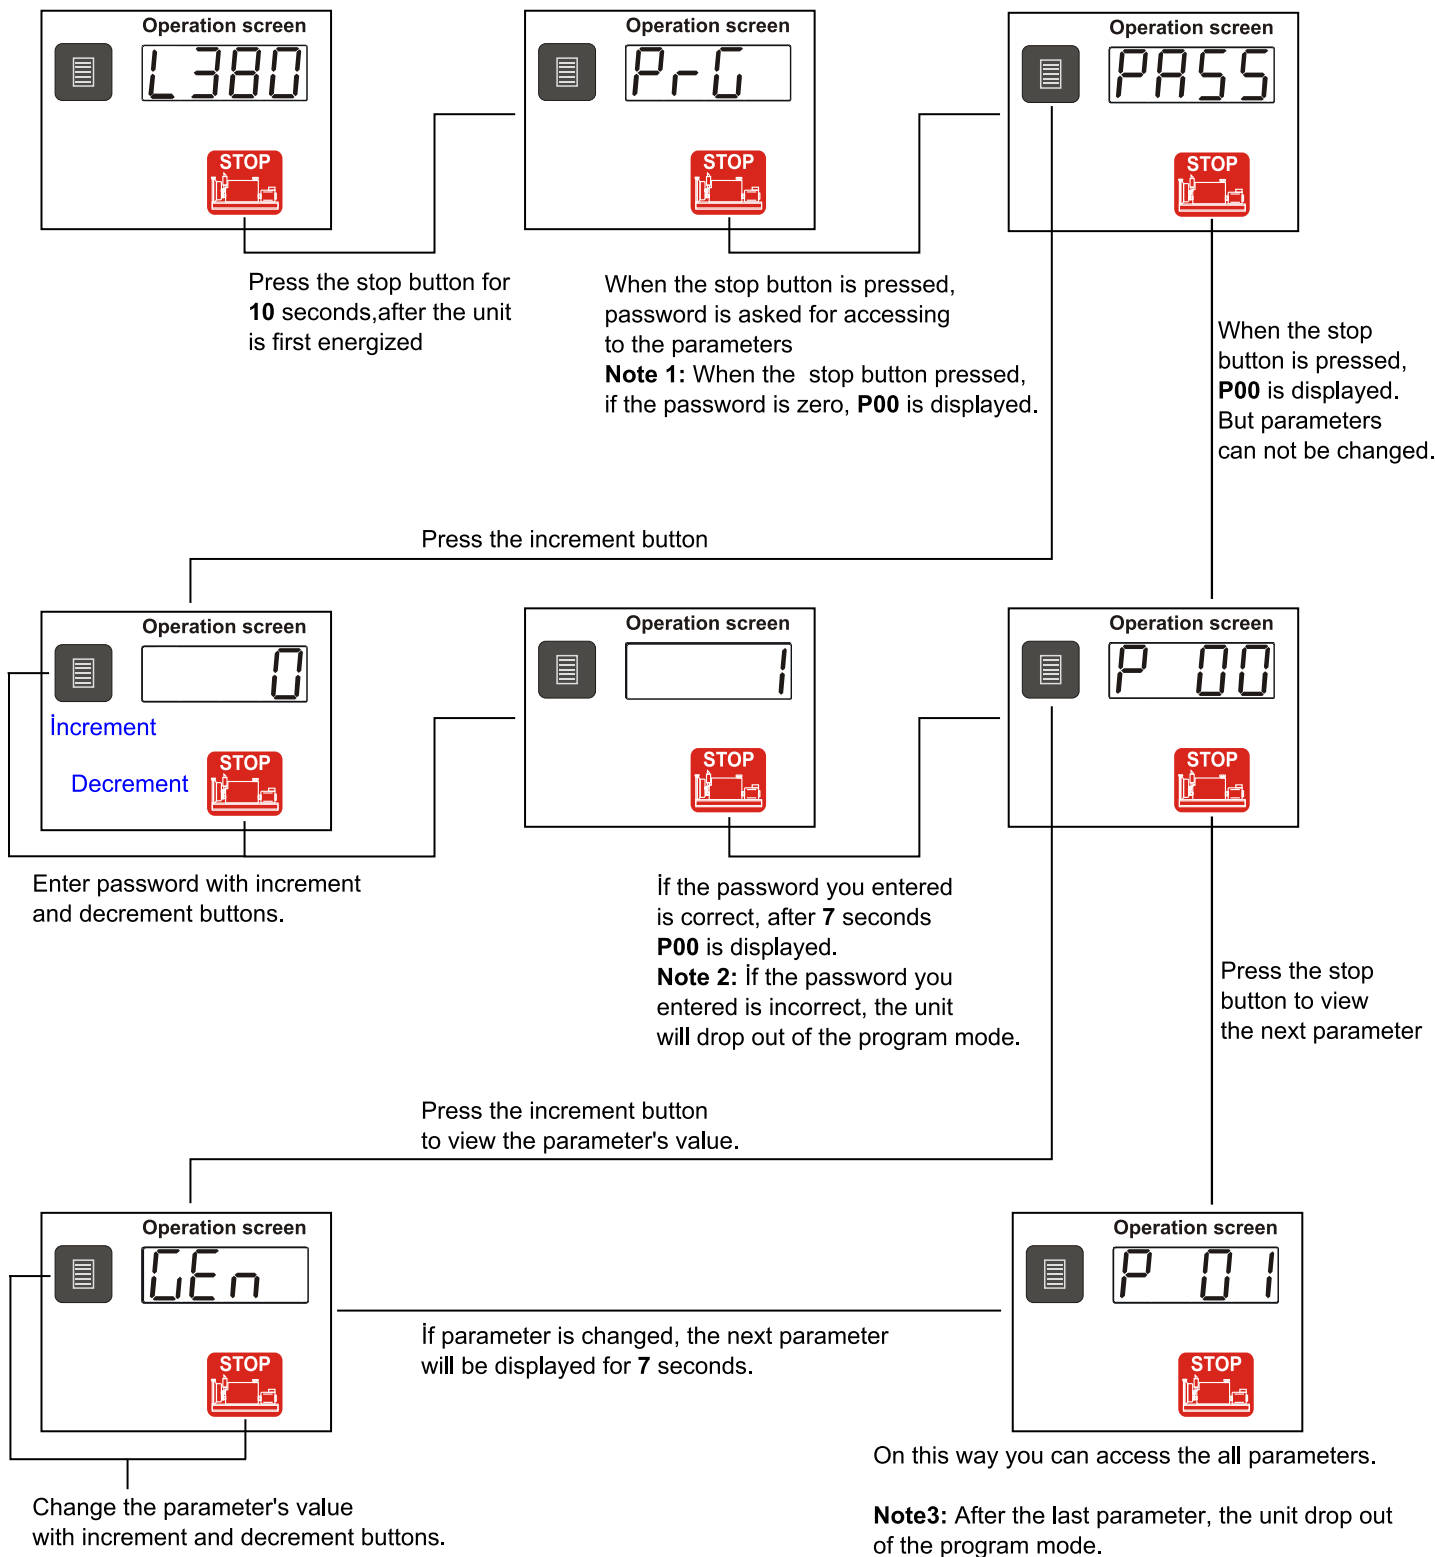 Operation screen
L380
STOP
Press the stop button for
10 seconds,after the unit
is first energized
Operation screen
PrG
STOP
When the stop button is pressed,
password is asked for accessing
to the parameters
Note 1: When the  stop button pressed,
if the password is zero, P00 is displayed.
Operation screen
PASS
STOP
When the stop
button is pressed,
P00 is displayed.
But parameters
can not be changed.
Press the increment button
Operation screen
0
İncrement
Decrement
STOP
Enter password with increment
and decrement buttons.
Operation screen
1
STOP
İf the password you entered
is correct, after 7 seconds
P00 is displayed.
Note 2: İf the password you
entered is incorrect, the unit
will drop out of the program mode.
Operation screen
P 00
STOP
Press the stop
button to view
the next parameter
Press the increment button
to view the parameter's value.
Operation screen
GEn
STOP
Change the parameter's value
with increment and decrement buttons.
İf parameter is changed, the next parameter
will be displayed for 7 seconds.
Operation screen
P 01
STOP
On this way you can access the all parameters.
Note3: After the last parameter, the unit drop out
of the program mode.